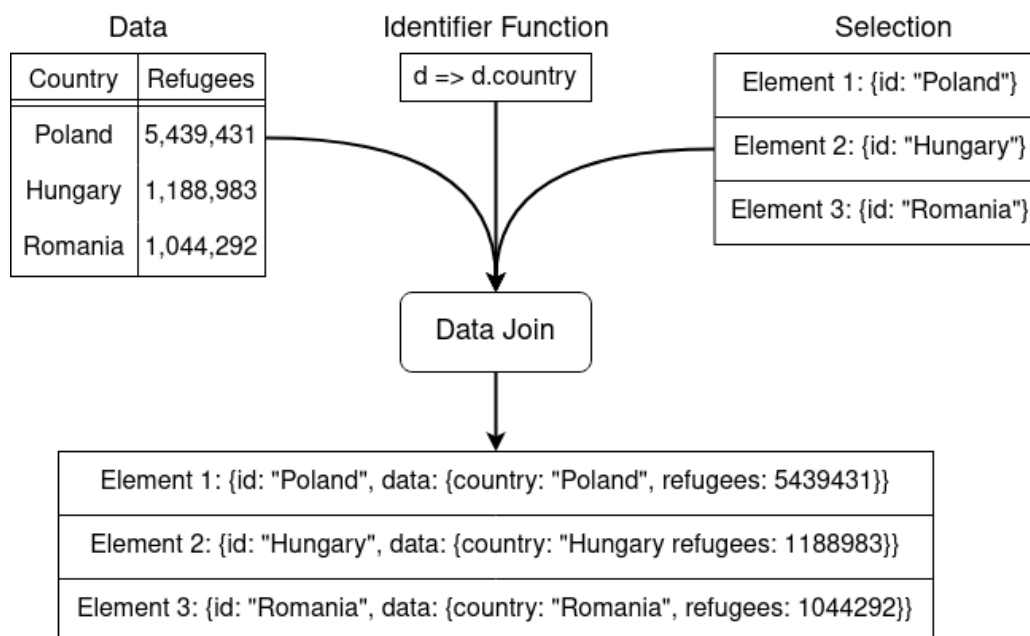 Data
Identifier Function
Selection
Country Refugees
Poland 5,439,431
Hungary 1,188,983
Romania 1,044,292
d => d.country
Element 1: {id: "Poland"}
Element 2: {id: "Hungary"}
Element 3: {id: "Romania"}
Data Join
Element 1: {id: "Poland", data: {country: "Poland", refugees: 5439431}}
Element 2: {id: "Hungary", data: {country: "Hungary refugees: 1188983}}
Element 3: {id: "Romania", data: {country: "Romania", refugees: 1044292}}